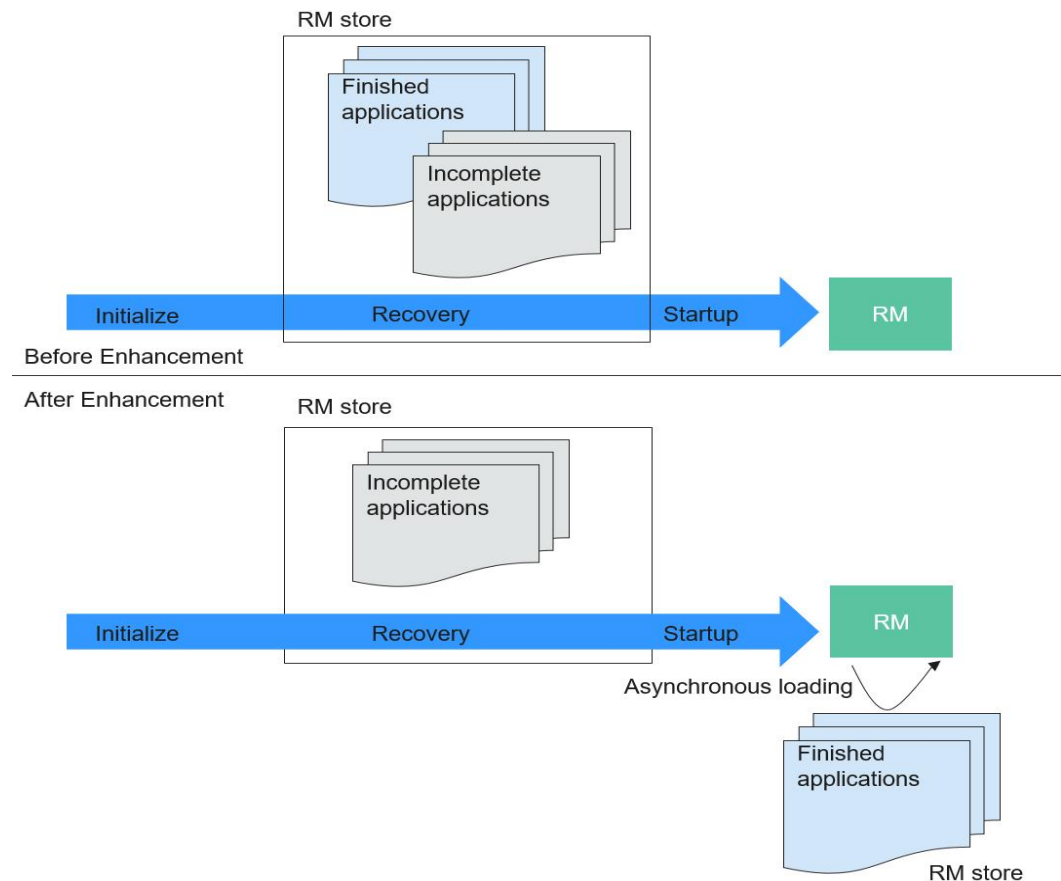 RM store
Finished
applications
Incomplete
applications
Initialize
Recovery
Startup
RM
Before Enhancement
After Enhancement
RM store
Incomplete
applications
Initialize
Recovery
Startup
RM
Asynchronous loading
Finished
applications
RM store